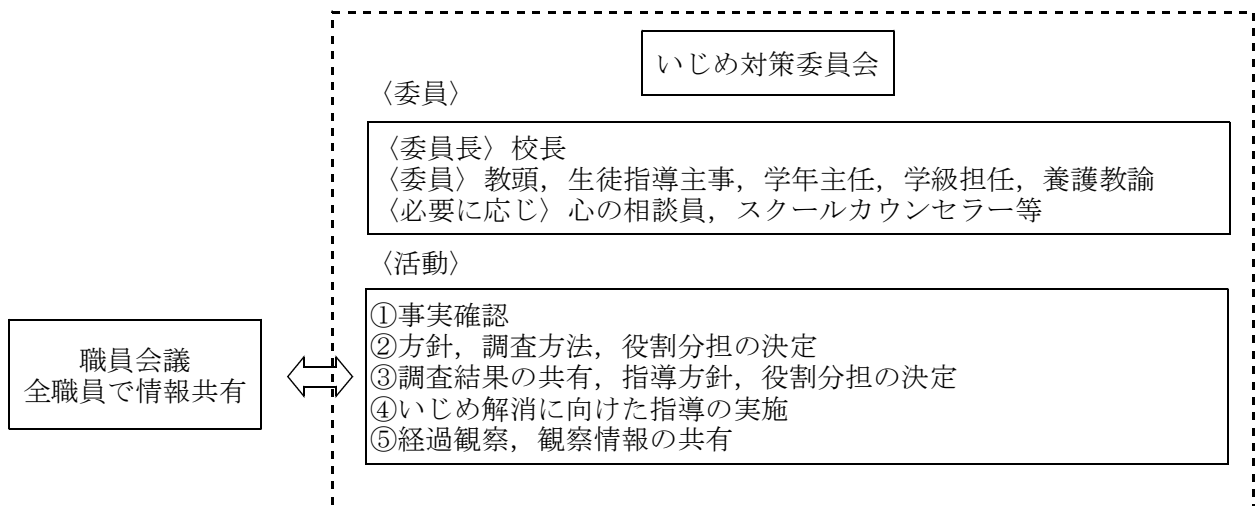 いじめ対策委員会
〈委員〉
〈委員長〉校長
〈委員〉教頭，生徒指導主事，学年主任，学級担任，養護教諭
〈必要に応じ〉心の相談員，スクールカウンセラー等
〈活動〉
①事実確認
②方針，調査方法，役割分担の決定
③調査結果の共有，指導方針，役割分担の決定
④いじめ解消に向けた指導の実施
⑤経過観察，観察情報の共有
職員会議
全職員で情報共有